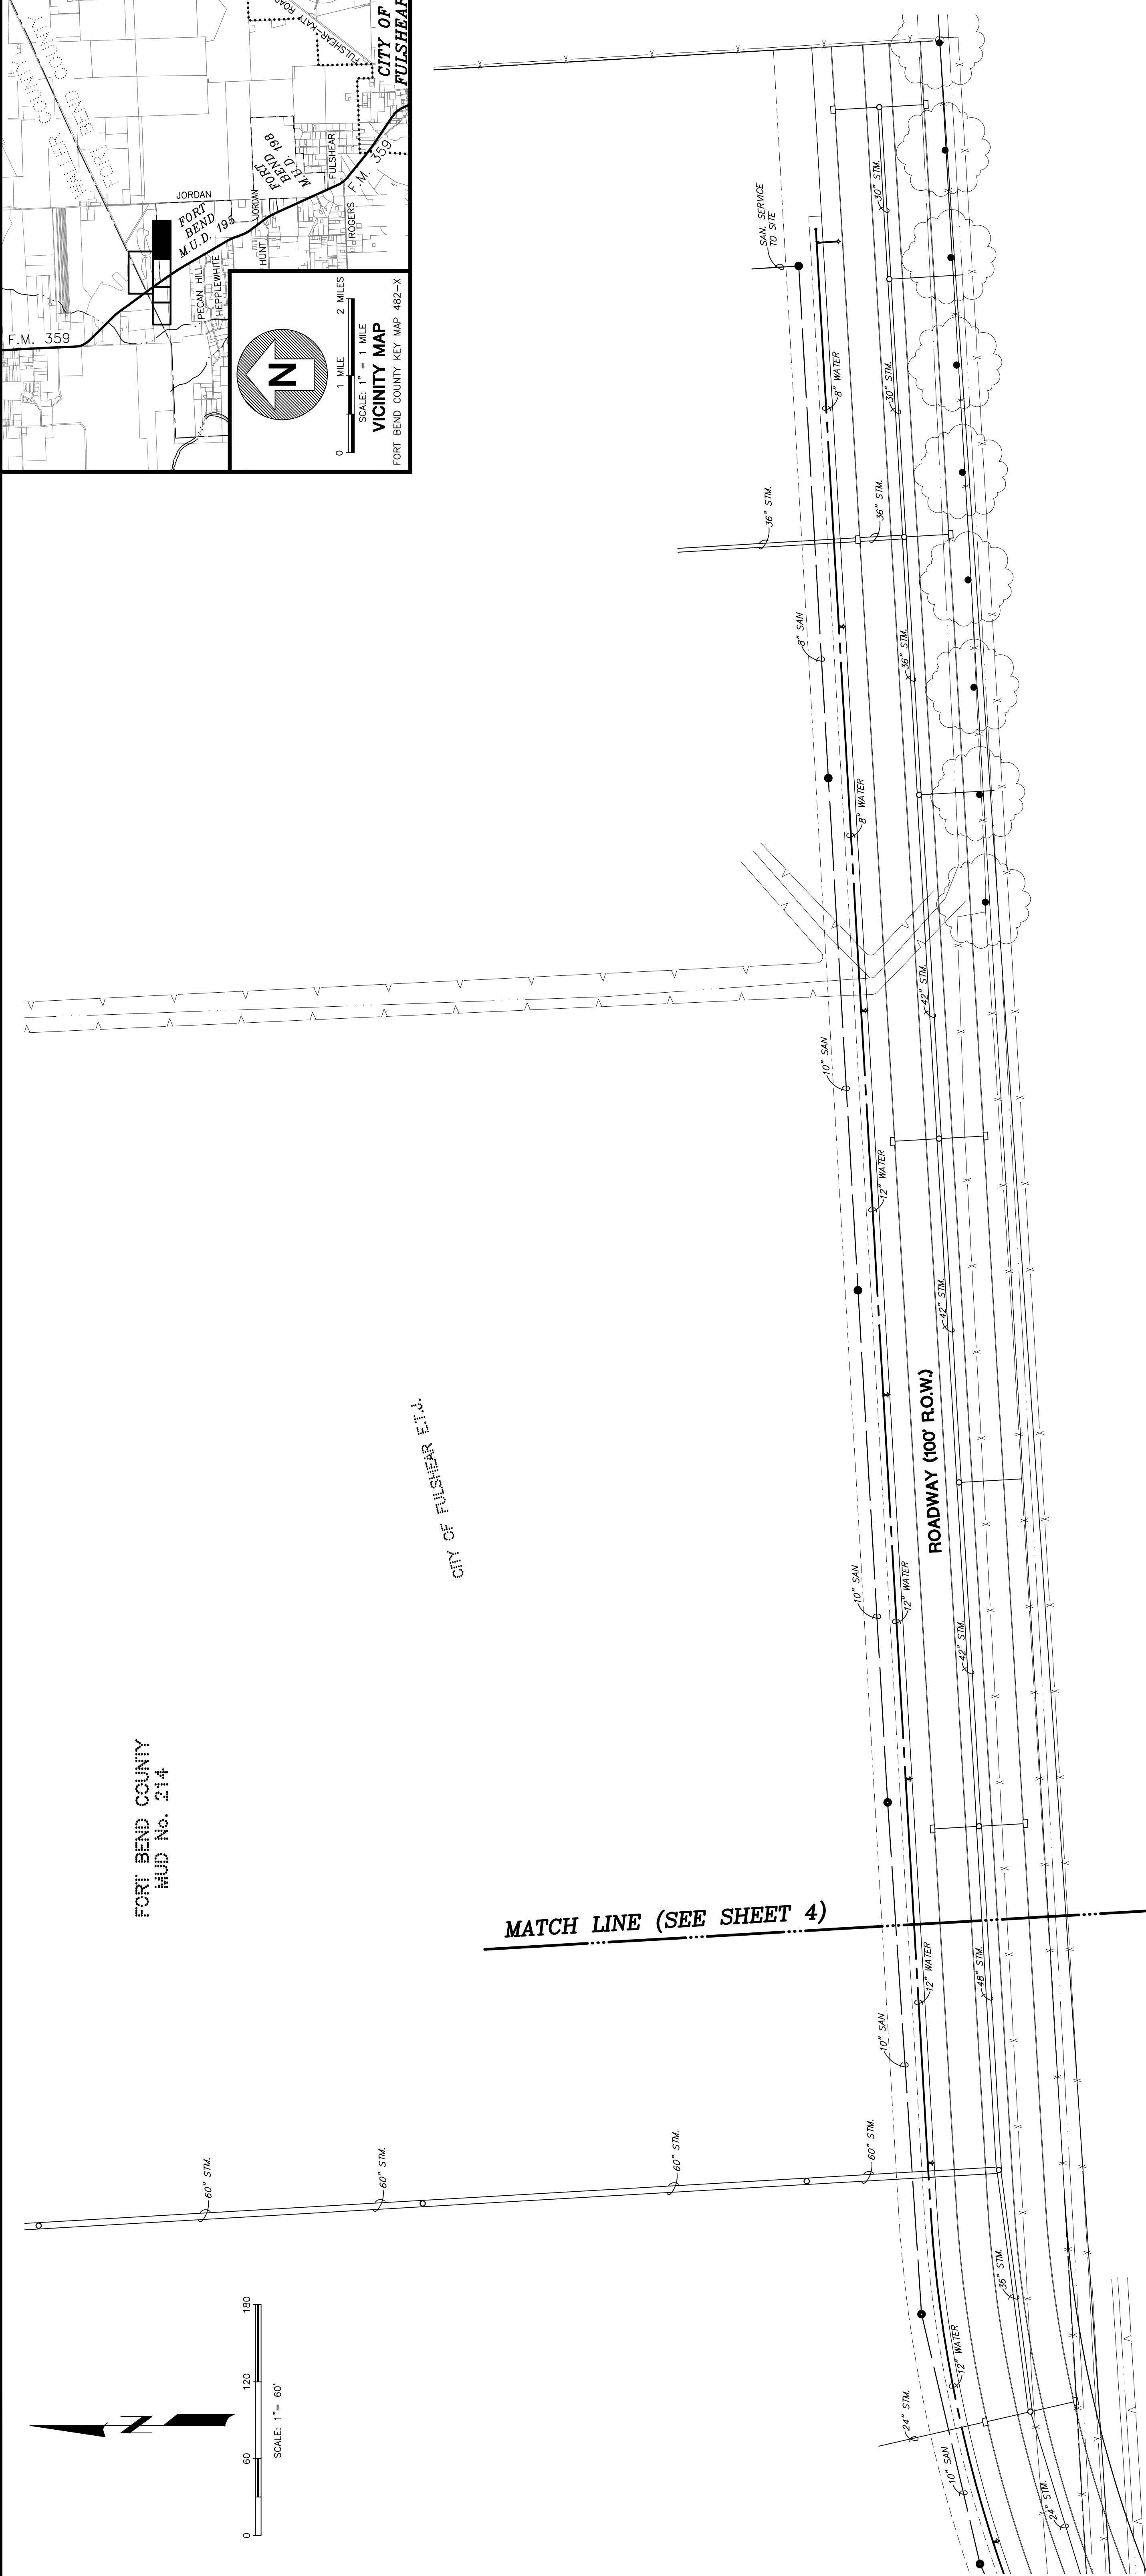 WALLER COUNTY
FORT BEND COUNTY
F.M. 359
JORDAN
FORT
BEND
M.U.D. 195
PECAN HILL
HEPPLEWHITE
JORDAN
HUNT
FORT
BEND
M.U.D. 198
FULSHEAR
ROGERS
F.M. 359
FULSHEAR-KATY ROAD
CITY OF
FULSHEAR
N
0 1 MILE 2 MILES
SCALE: 1" = 1 MILE
VICINITY MAP
FORT BEND COUNTY KEY MAP 482-X
N
0 60 120 180
SCALE: 1"= 60'
FORT BEND COUNTY
MUD No. 214
CITY OF FULSHEAR E.T.J.
MATCH LINE (SEE SHEET 4)
ROADWAY (100' R.O.W.)
60" STM.
60" STM.
60" STM.
60" STM.
24" STM.
10" SAN
12" WATER
24" STM.
36" STM.
10" SAN
12" WATER
48" STM.
10" SAN
12" WATER
42" STM.
42" STM.
12" WATER
10" SAN
42" STM.
8" WATER
8" SAN
36" STM.
36" STM.
36" STM.
8" WATER
30" STM.
30" STM.
SAN. SERVICE
TO SITE